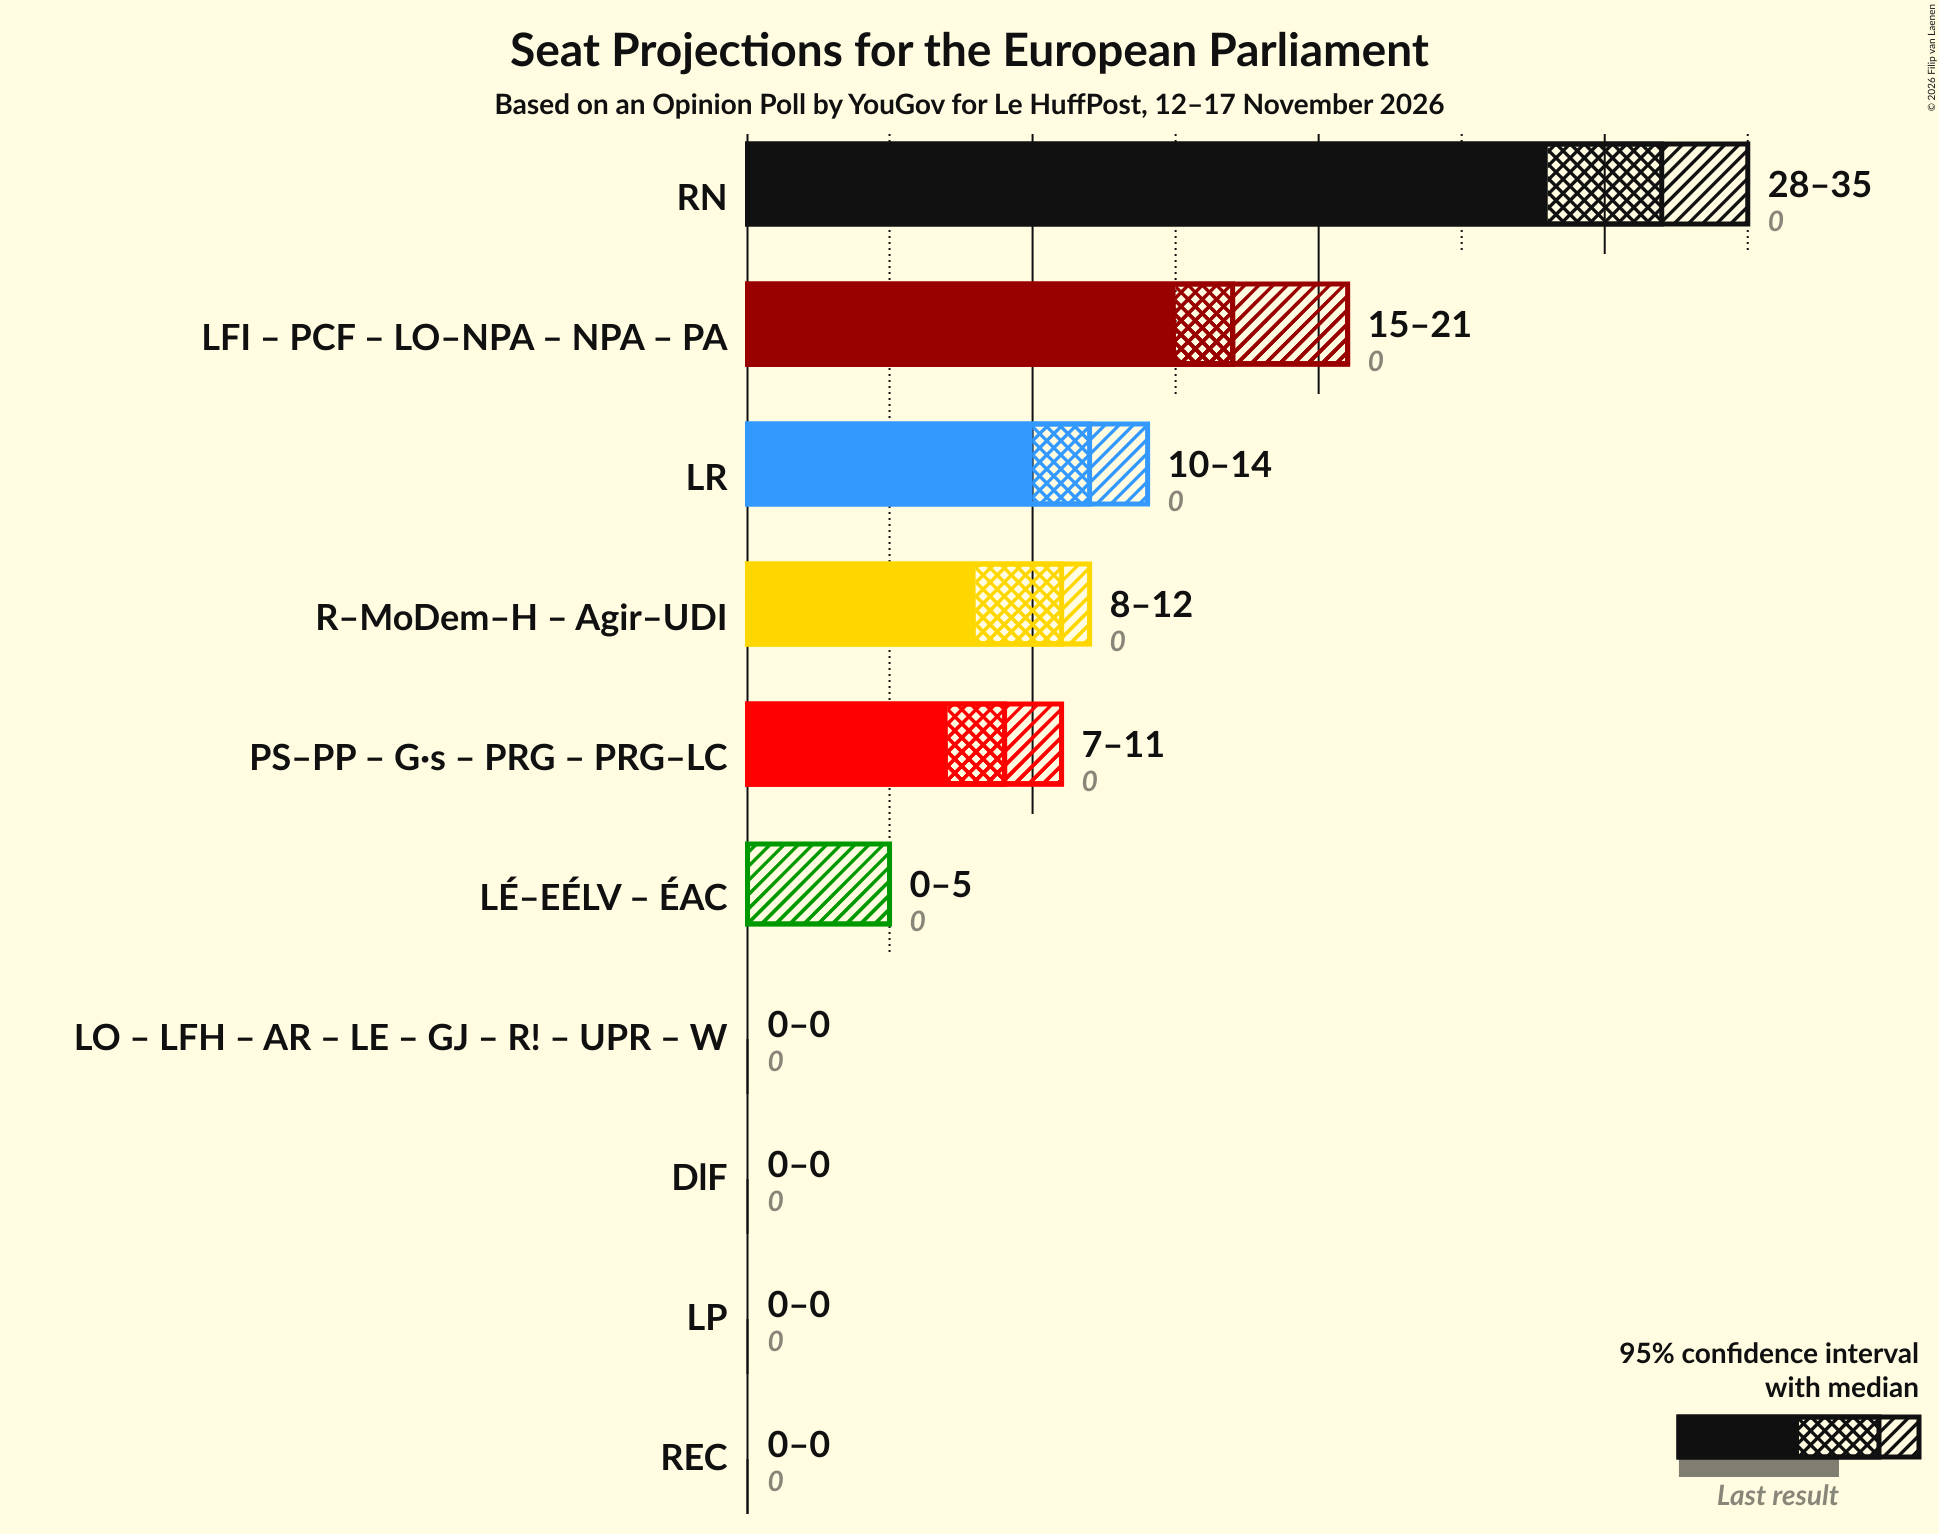 Seat Projections for the European Parliament
Based on an Opinion Poll by YouGov for Le HuffPost, 12–17 November 2026
© 2026 Filip van Laenen
RN
28–35
0
LFI – PCF – LO–NPA – NPA – PA
15–21
0
LR
10–14
0
R–MoDem–H – Agir–UDI
8–12
0
PS–PP – G·s – PRG – PRG–LC
7–11
0
LÉ–EÉLV – ÉAC
0–5
0
LO – LFH – AR – LE – GJ – R! – UPR – W
0–0
0
DIF
0–0
0
LP
0–0
0
REC
0–0
0
95% confidence interval
with median
Last result